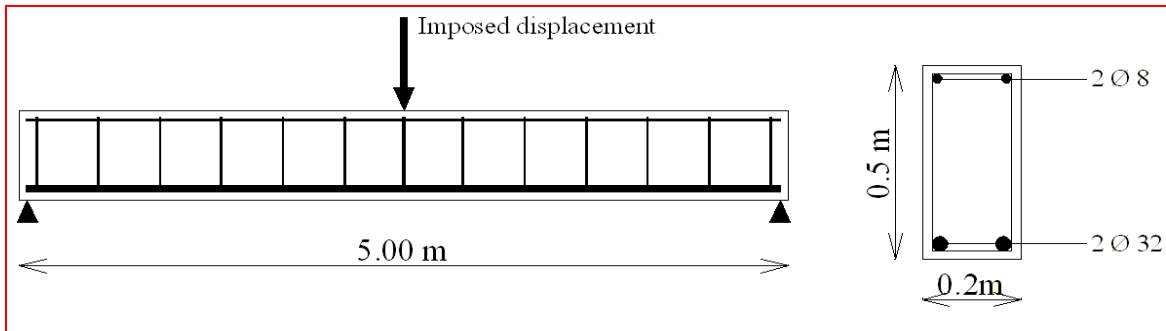 Imposed displacement
5.00 m
2 Ø 8
0.5 m
2 Ø 32
0.2m